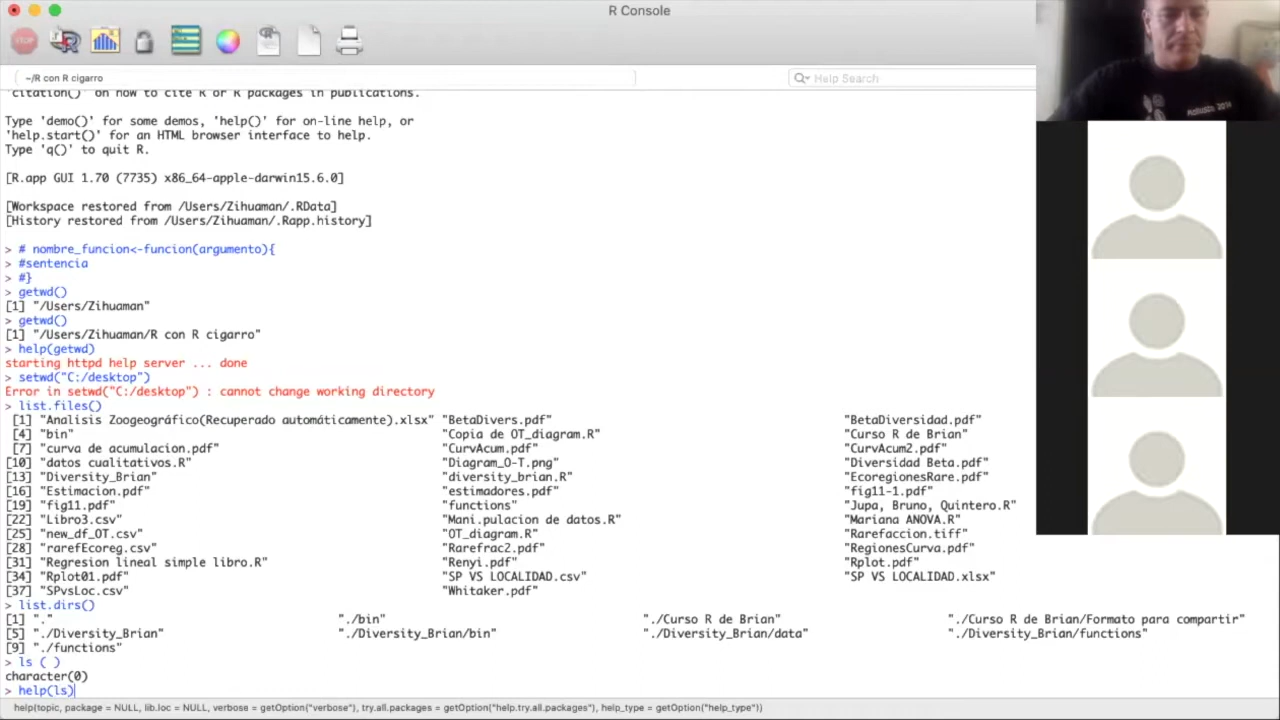 R Console
STOP
~/R con R cigarro
Help Search
'citation()' on how to cite R or R packages in publications.
Type 'demo()' for some demos, 'help()' for on-line help, or
'help.start()' for an HTML browser interface to help.
Type 'q()' to quit R.
[R.app GUI 1.70 (7735) x86_64-apple-darwin15.6.0]
[Workspace restored from /Users/Zihuaman/.RData]
[History restored from /Users/Zihuaman/.Rapp.history]
> # nombre_funcion<-funcion(argumento){
> #sentencia
> #}
> getwd()
[1] "/Users/Zihuaman"
> getwd()
[1] "/Users/Zihuaman/R con R cigarro"
> help(getwd)
starting httpd help server ... done
> setwd("C:/desktop")
Error in setwd("C:/desktop") : cannot change working directory
> list.files()
[1] "Analisis Zoogeográfico(Recuperado automáticamente).xlsx" "BetaDivers.pdf" "BetaDiversidad.pdf"
[4] "bin" "Copia de OT_diagram.R" "Curso R de Brian"
[7] "curva de acumulacion.pdf" "CurvAcum.pdf" "CurvAcum2.pdf"
[10] "datos cualitativos.R" "Diagram_O-T.png" "Diversidad Beta.pdf"
[13] "Diversity_Brian" "diversity_brian.R" "EcoregionesRare.pdf"
[16] "Estimacion.pdf" "estimadores.pdf" "fig11-1.pdf"
[19] "fig11.pdf" "functions" "Jupa, Bruno, Quintero.R"
[22] "Libro3.csv" "Mani.pulacion de datos.R" "Mariana ANOVA.R"
[25] "new_df_OT.csv" "OT_diagram.R" "Rarefaccion.tiff"
[28] "rarefEcoreg.csv" "Rarefrac2.pdf" "RegionesCurva.pdf"
[31] "Regresion lineal simple libro.R" "Renyi.pdf" "Rplot.pdf"
[34] "Rplot01.pdf" "SP VS LOCALIDAD.csv" "SP VS LOCALIDAD.xlsx"
[37] "SPvsLoc.csv" "Whitaker.pdf"
> list.dirs()
[1] "." "./bin" "./Curso R de Brian" "./Curso R de Brian/Formato para compartir"
[5] "./Diversity_Brian" "./Diversity_Brian/bin" "./Diversity_Brian/data" "./Diversity_Brian/functions"
[9] "./functions"
> ls ( )
character(0)
> help(ls)
help(topic, package = NULL, lib.loc = NULL, verbose = getOption("verbose"), try.all.packages = getOption("help.try.all.packages"), help_type = getOption("help_type"))